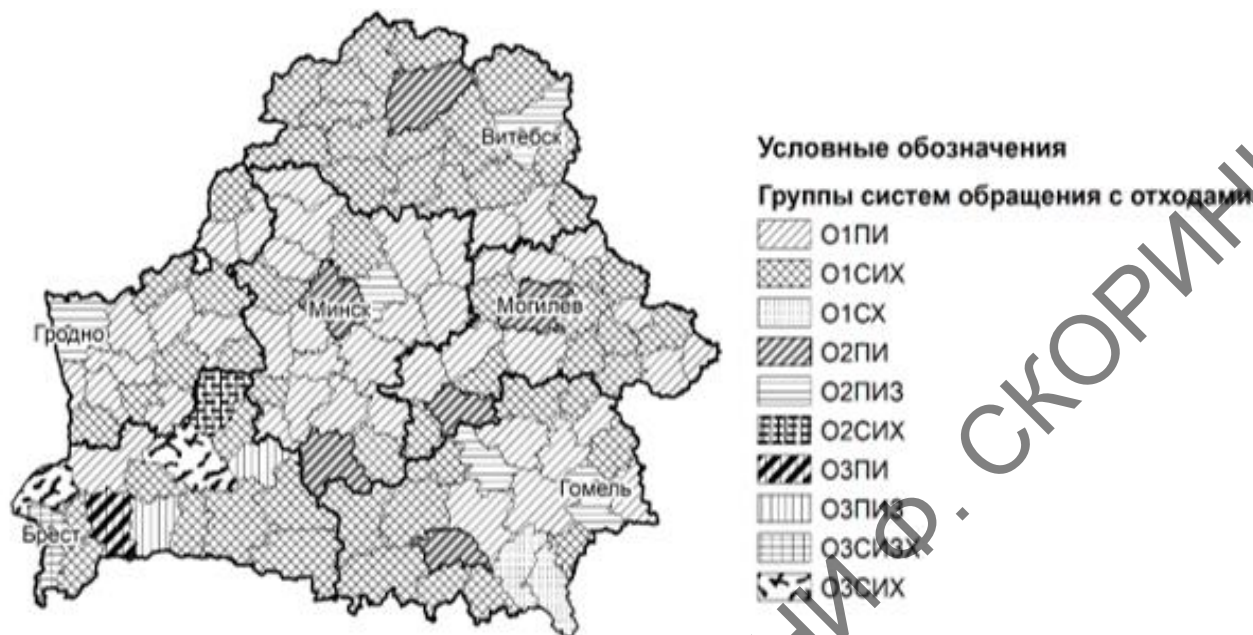 Витебск
Минск
Могилев
Гродно
Гомель
Брест
Условные обозначения
Группы систем обращения с отходами
О1ПИ
О1СИХ
О1СХ
О2ПИ
О2ПИЗ
О2СИХ
О3ПИ
О3ПИЗ
О3СИЗХ
О3СИХ
Ф. СКОРИНЫ